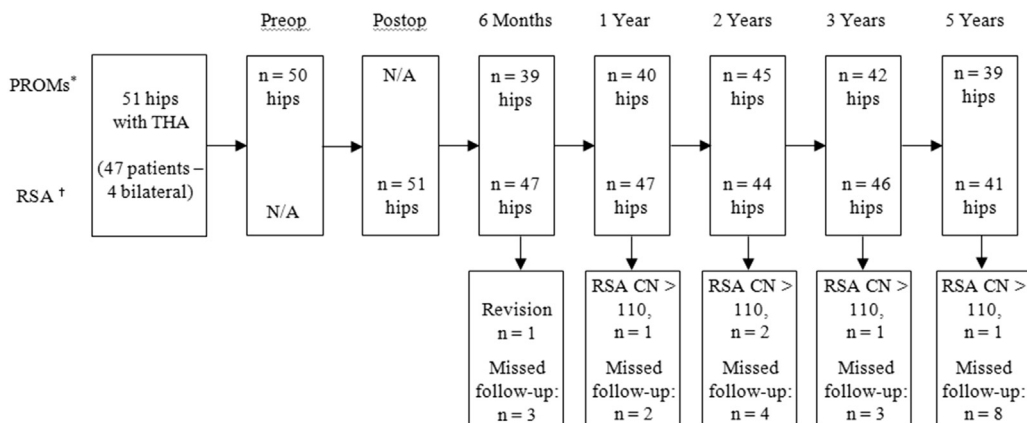 Preop
Postop
6 Months
1 Year
2 Years
3 Years
5 Years
PROMs*
RSA †
51 hips
with THA
(47 patients –
4 bilateral)
n = 50
hips
N/A
N/A
n = 51
hips
n = 39
hips
n = 47
hips
n = 40
hips
n = 47
hips
n = 45
hips
n = 44
hips
n = 42
hips
n = 46
hips
n = 39
hips
n = 41
hips
Revision
n = 1
Missed
follow-up:
n = 3
RSA CN >
110,
n = 1
Missed
follow-up:
n = 2
RSA CN >
110,
n = 2
Missed
follow-up:
n = 4
RSA CN >
110,
n = 1
Missed
follow-up:
n = 3
RSA CN >
110,
n = 1
Missed
follow-up:
n = 8